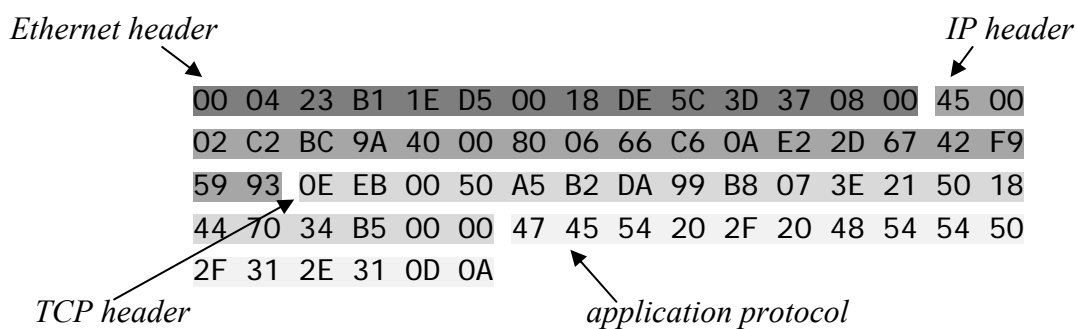 Ethernet header IP header
00 04 23 B1 1E D5 00 18 DE 5C 3D 37 08 00 45 00
02 C2 BC 9A 40 00 80 06 66 C6 0A E2 2D 67 42 F9
59 93 0E EB 00 50 A5 B2 DA 99 B8 07 3E 21 50 18
44 70 34 B5 00 00 47 45 54 20 2F 20 48 54 54 50
2F 31 2E 31 0D 0A
TCP header application protocol